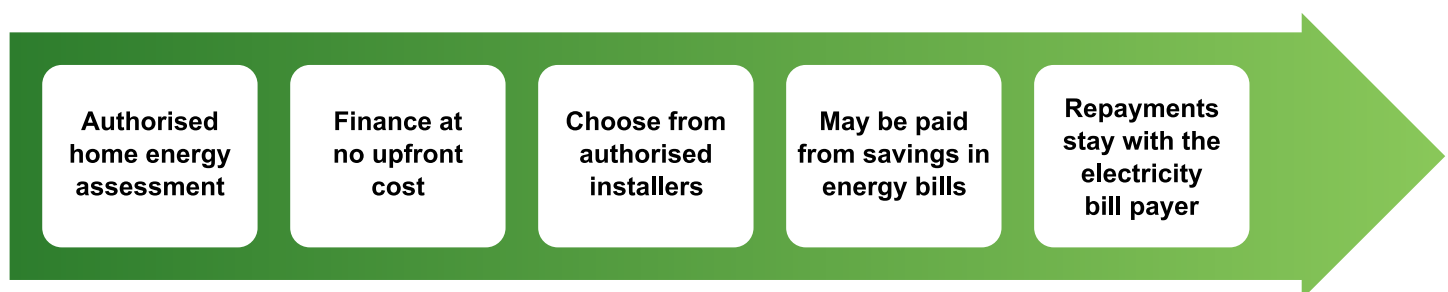 Authorised
home energy
assessment
Finance at
no upfront
cost
Choose from
authorised
installers
May be paid
from savings in
energy bills
Repayments
stay with the
electricity
bill payer